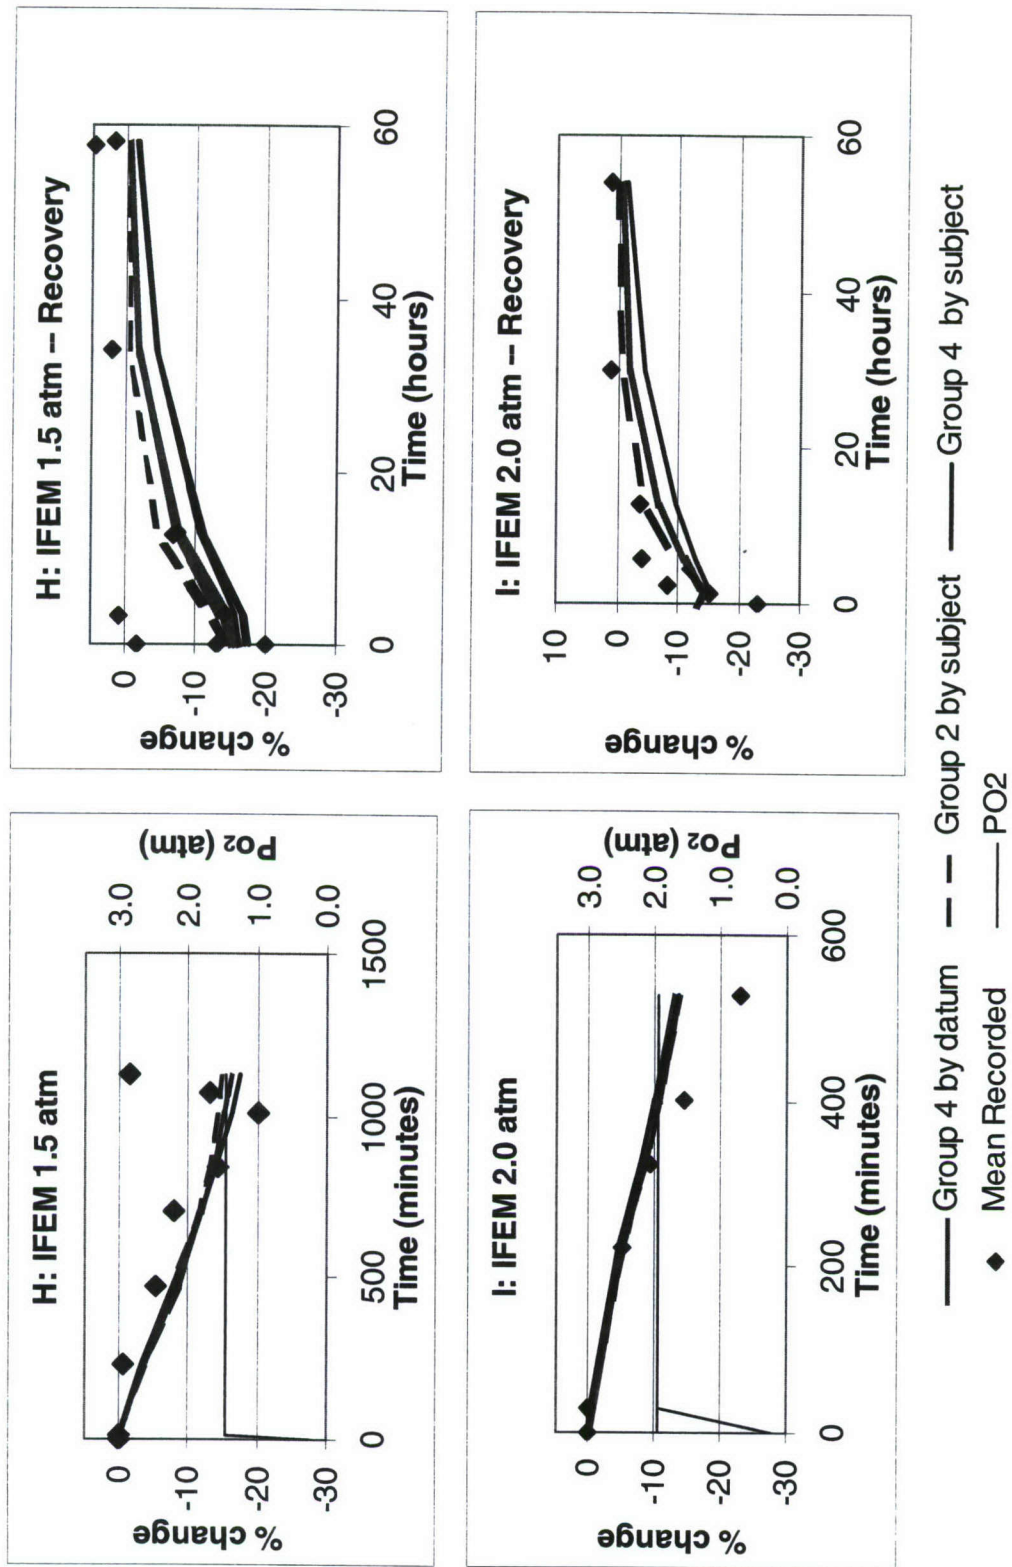 H: IFEM 1.5 atm
% change
0
-10
-20
-30
0
500
1000
1500
Time (minutes)
3.0
2.0
1.0
0.0
Po2 (atm)
H: IFEM 1.5 atm -- Recovery
% change
0
-10
-20
-30
0
20
40
60
Time (hours)
I: IFEM 2.0 atm
% change
0
-10
-20
-30
0
200
400
600
Time (minutes)
3.0
2.0
1.0
0.0
Po2 (atm)
I: IFEM 2.0 atm -- Recovery
% change
10
0
-10
-20
-30
0
20
40
60
Time (hours)
Group 4 by datum
Group 2 by subject
Group 4 by subject
Mean Recorded
PO2